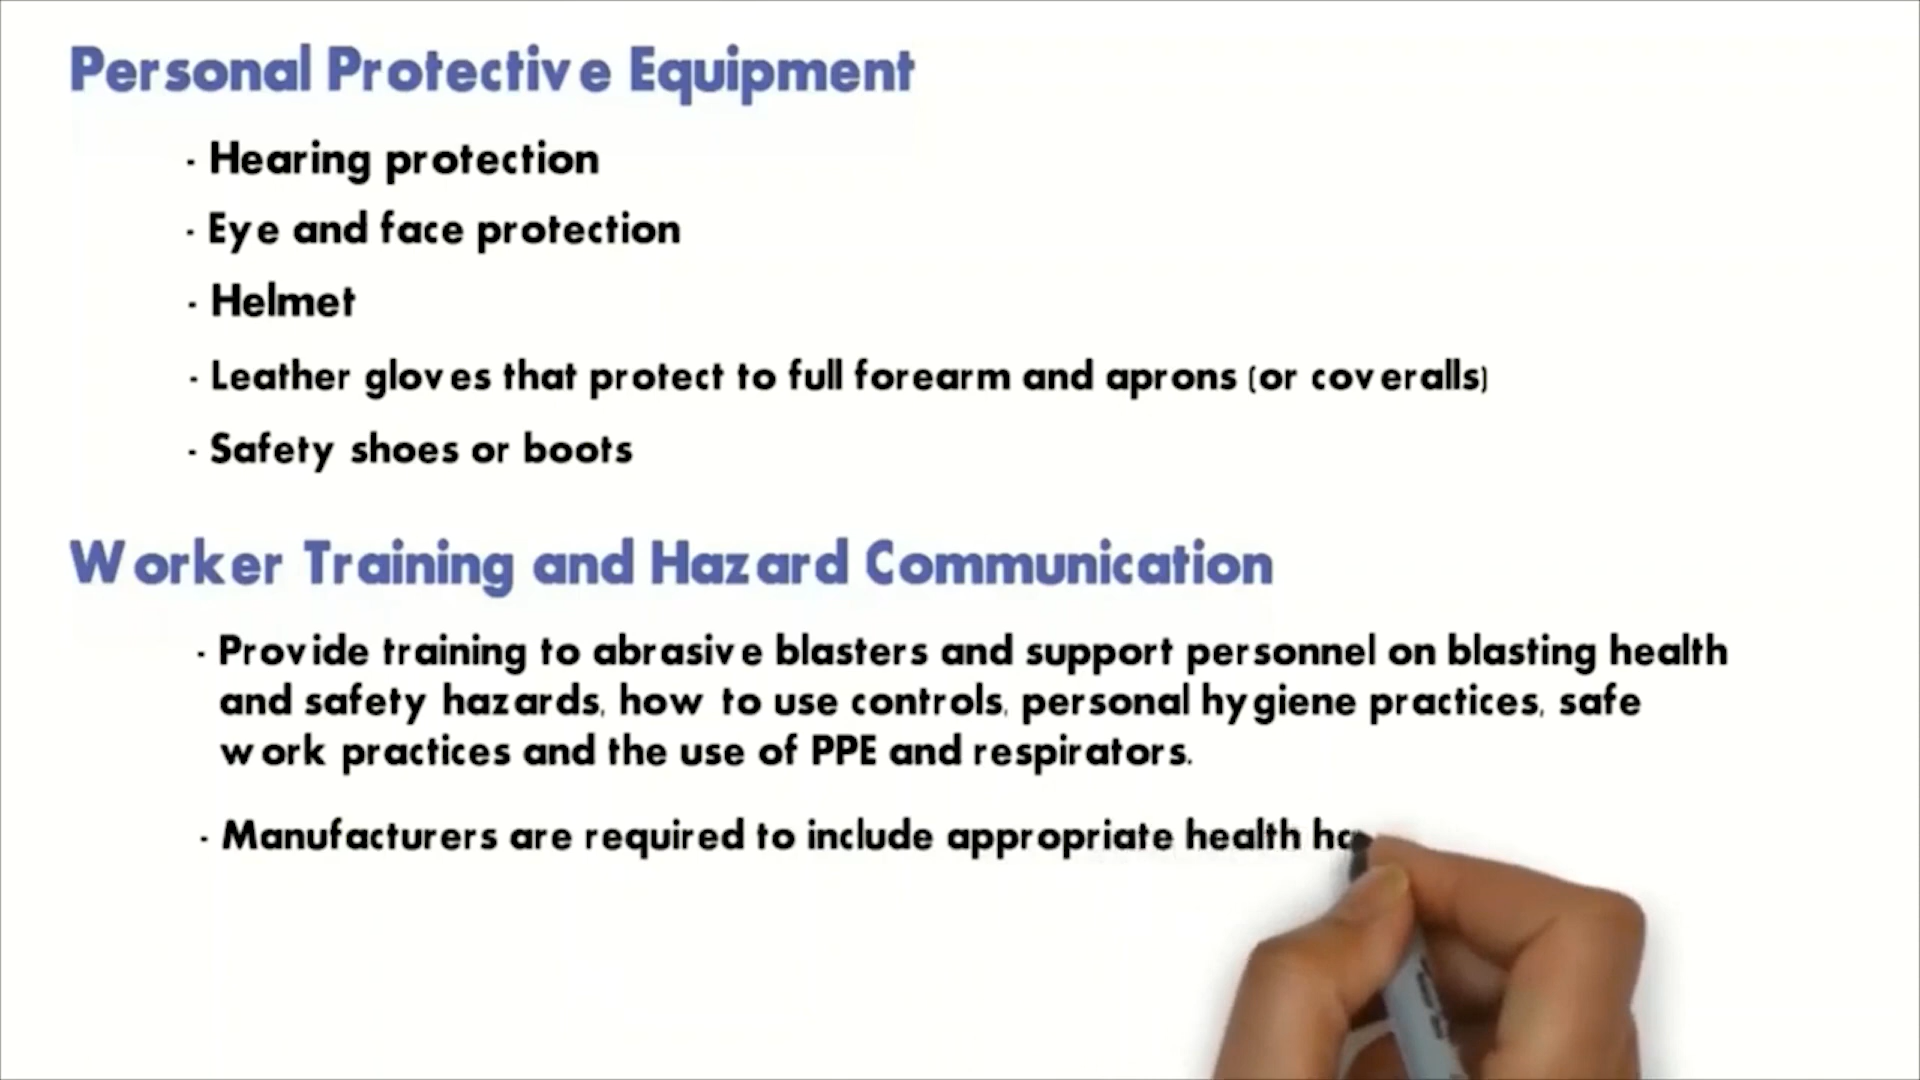 Personal Protective Equipment
- Hearing protection
- Eye and face protection
- Helmet
- Leather gloves that protect to full forearm and aprons (or coveralls)
- Safety shoes or boots
Worker Training and Hazard Communication
- Provide training to abrasive blasters and support personnel on blasting health
and safety hazards, how to use controls, personal hygiene practices, safe
work practices and the use of PPE and respirators.
- Manufacturers are required to include appropriate health